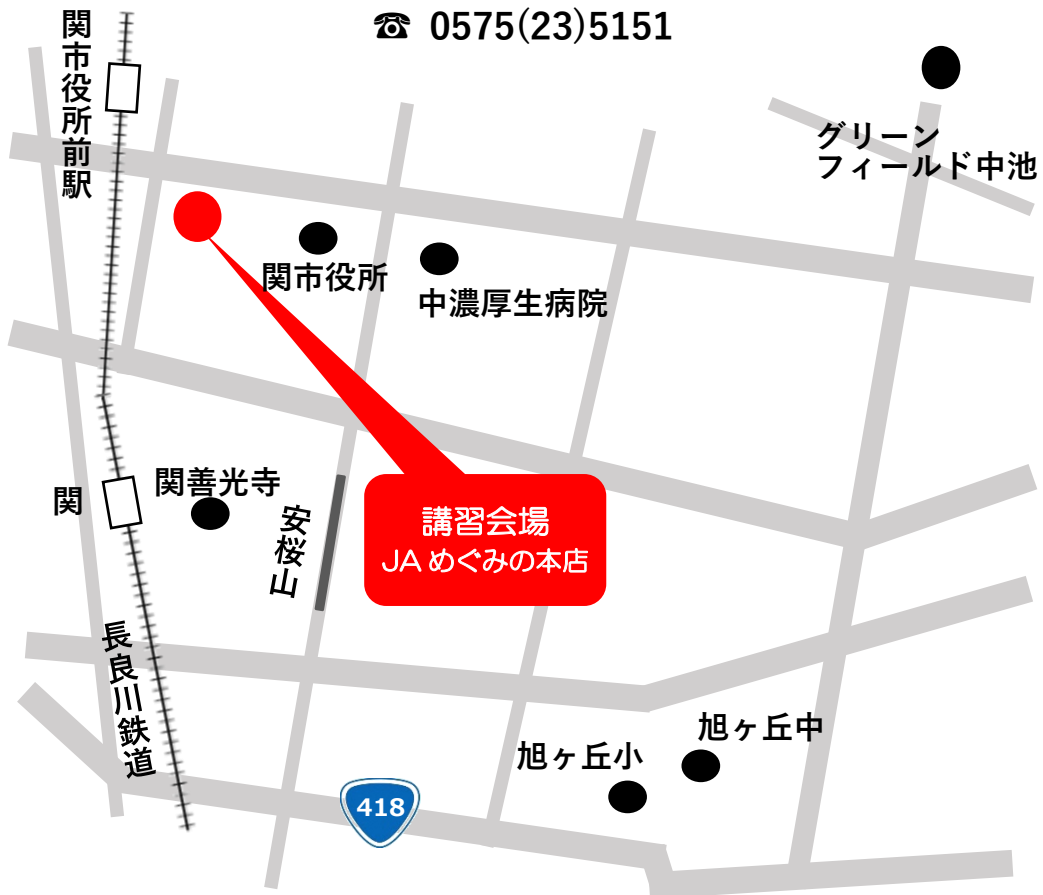 ☎ 0575(23)5151
関市役所前駅
グリーン
フィールド中池
関市役所
中濃厚生病院
関善光寺
関
安桜山
講習会場
JAめぐみの本店
長良川鉄道
旭ヶ丘中
旭ヶ丘小
418